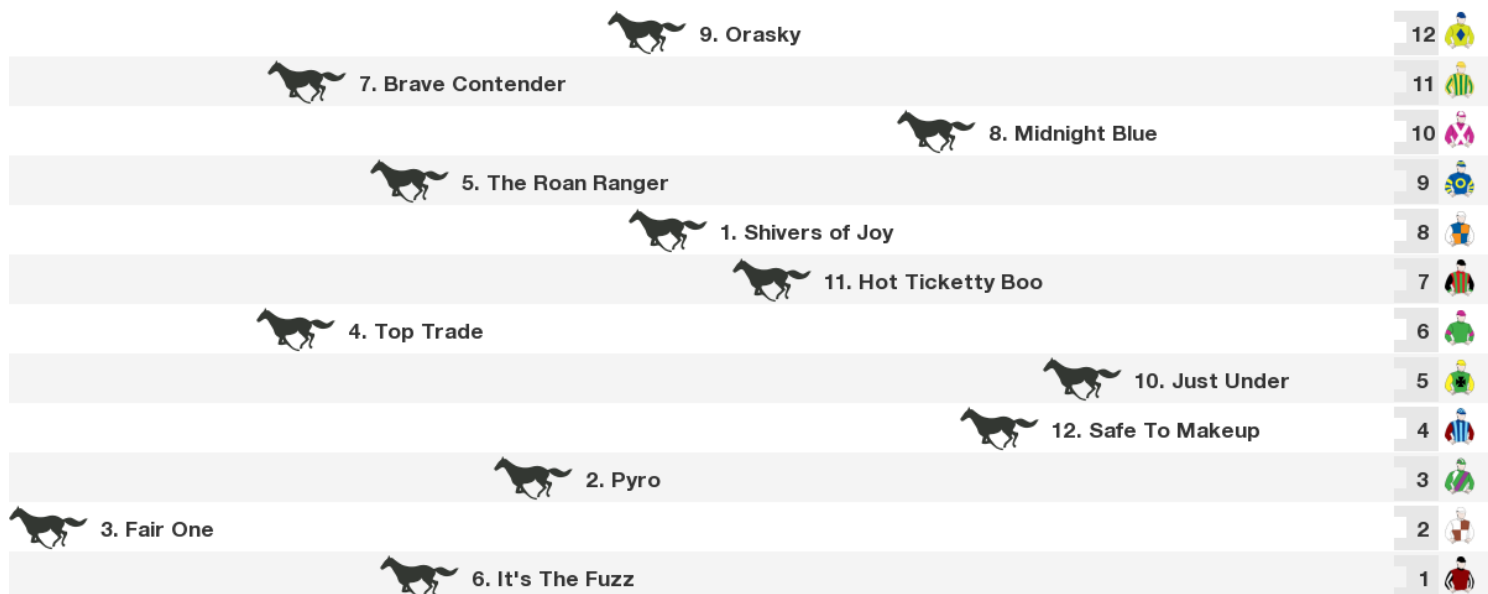 9. Orasky 12
7. Brave Contender 11
8. Midnight Blue 10
5. The Roan Ranger 9
1. Shivers of Joy 8
11. Hot Ticketty Boo 7
4. Top Trade 6
10. Just Under 5
12. Safe To Makeup 4
2. Pyro 3
3. Fair One 2
6. It's The Fuzz 1